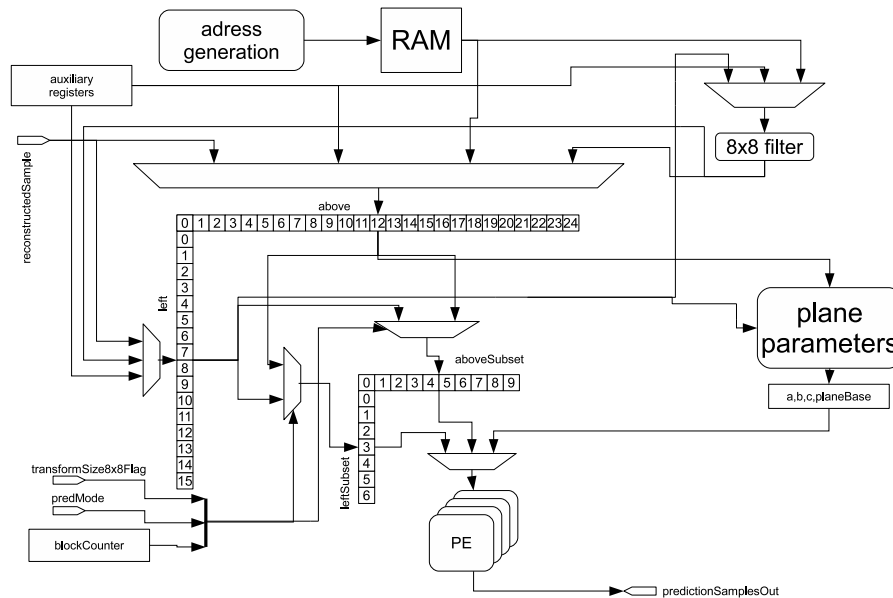 adress
generation
RAM
auxiliary
registers
reconstructedSample
8x8 filter
above
0 1 2 3 4 5 6 7 8 9 10 11 12 13 14 15 16 17 18 19 20 21 22 23 24
left
0
1
2
3
4
5
6
7
8
9
10
11
12
13
14
15
plane
parameters
a,b,c,planeBase
aboveSubset
0 1 2 3 4 5 6 7 8 9
leftSubset
0
1
2
3
4
5
6
transformSize8x8Flag
predMode
blockCounter
PE
predictionSamplesOut